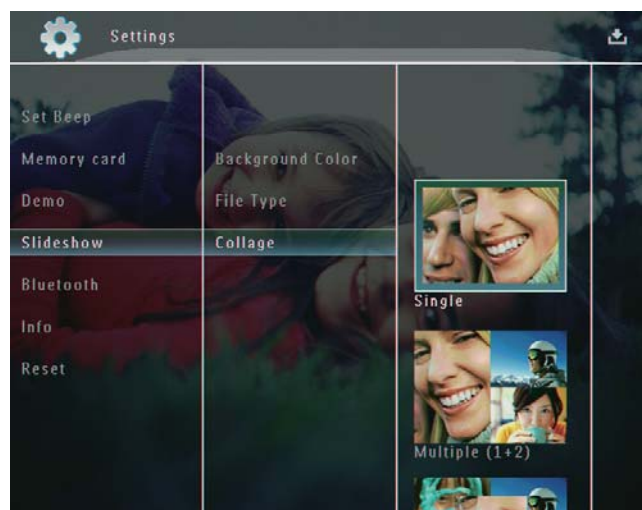 Settings
Set Beep
Memory card
Demo
Slideshow
Bluetooth
Info
Reset
Background Color
File Type
Collage
Single
Multiple (1+2)